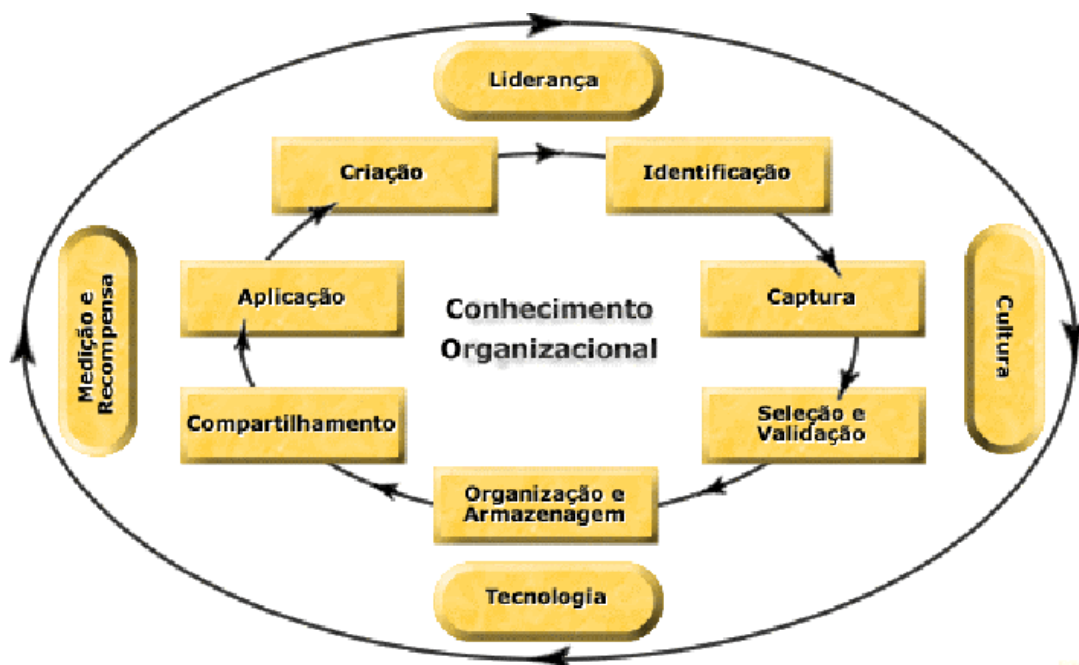 Liderança
Criação
Identificação
Medição e
Recompensa
Aplicação
Conhecimento
Organizacional
Captura
Cultura
Compartilhamento
Seleção e
Validação
Organização e
Armazenagem
Tecnologia